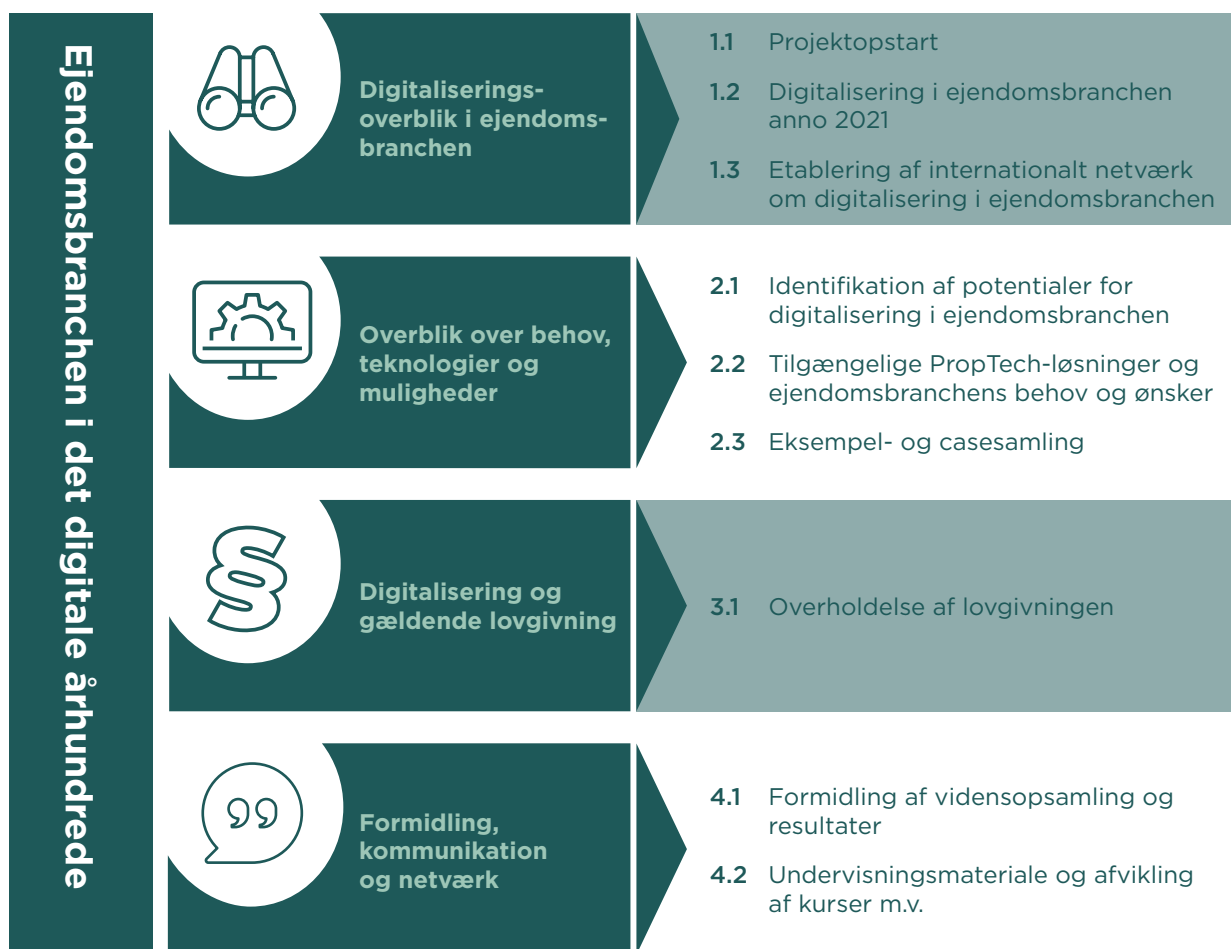 Ejendomsbranchen i det digitale århundrede
Digitaliserings-
overblik i ejendoms-
branchen
1.1 Projektopstart
1.2 Digitalisering i ejendomsbranchen
anno 2021
1.3 Etablering af internationalt netværk
om digitalisering i ejendomsbranchen
Overblik over behov,
teknologier og
muligheder
2.1 Identifikation af potentialer for
digitalisering i ejendomsbranchen
2.2 Tilgængelige PropTech-løsninger og
ejendomsbranchens behov og ønsker
2.3 Eksempel- og casesamling
§
Digitalisering og
gældende lovgivning
3.1 Overholdelse af lovgivningen
Formidling,
kommunikation
og netværk
4.1 Formidling af vidensopsamling og
resultater
4.2 Undervisningsmateriale og afvikling
af kurser m.v.